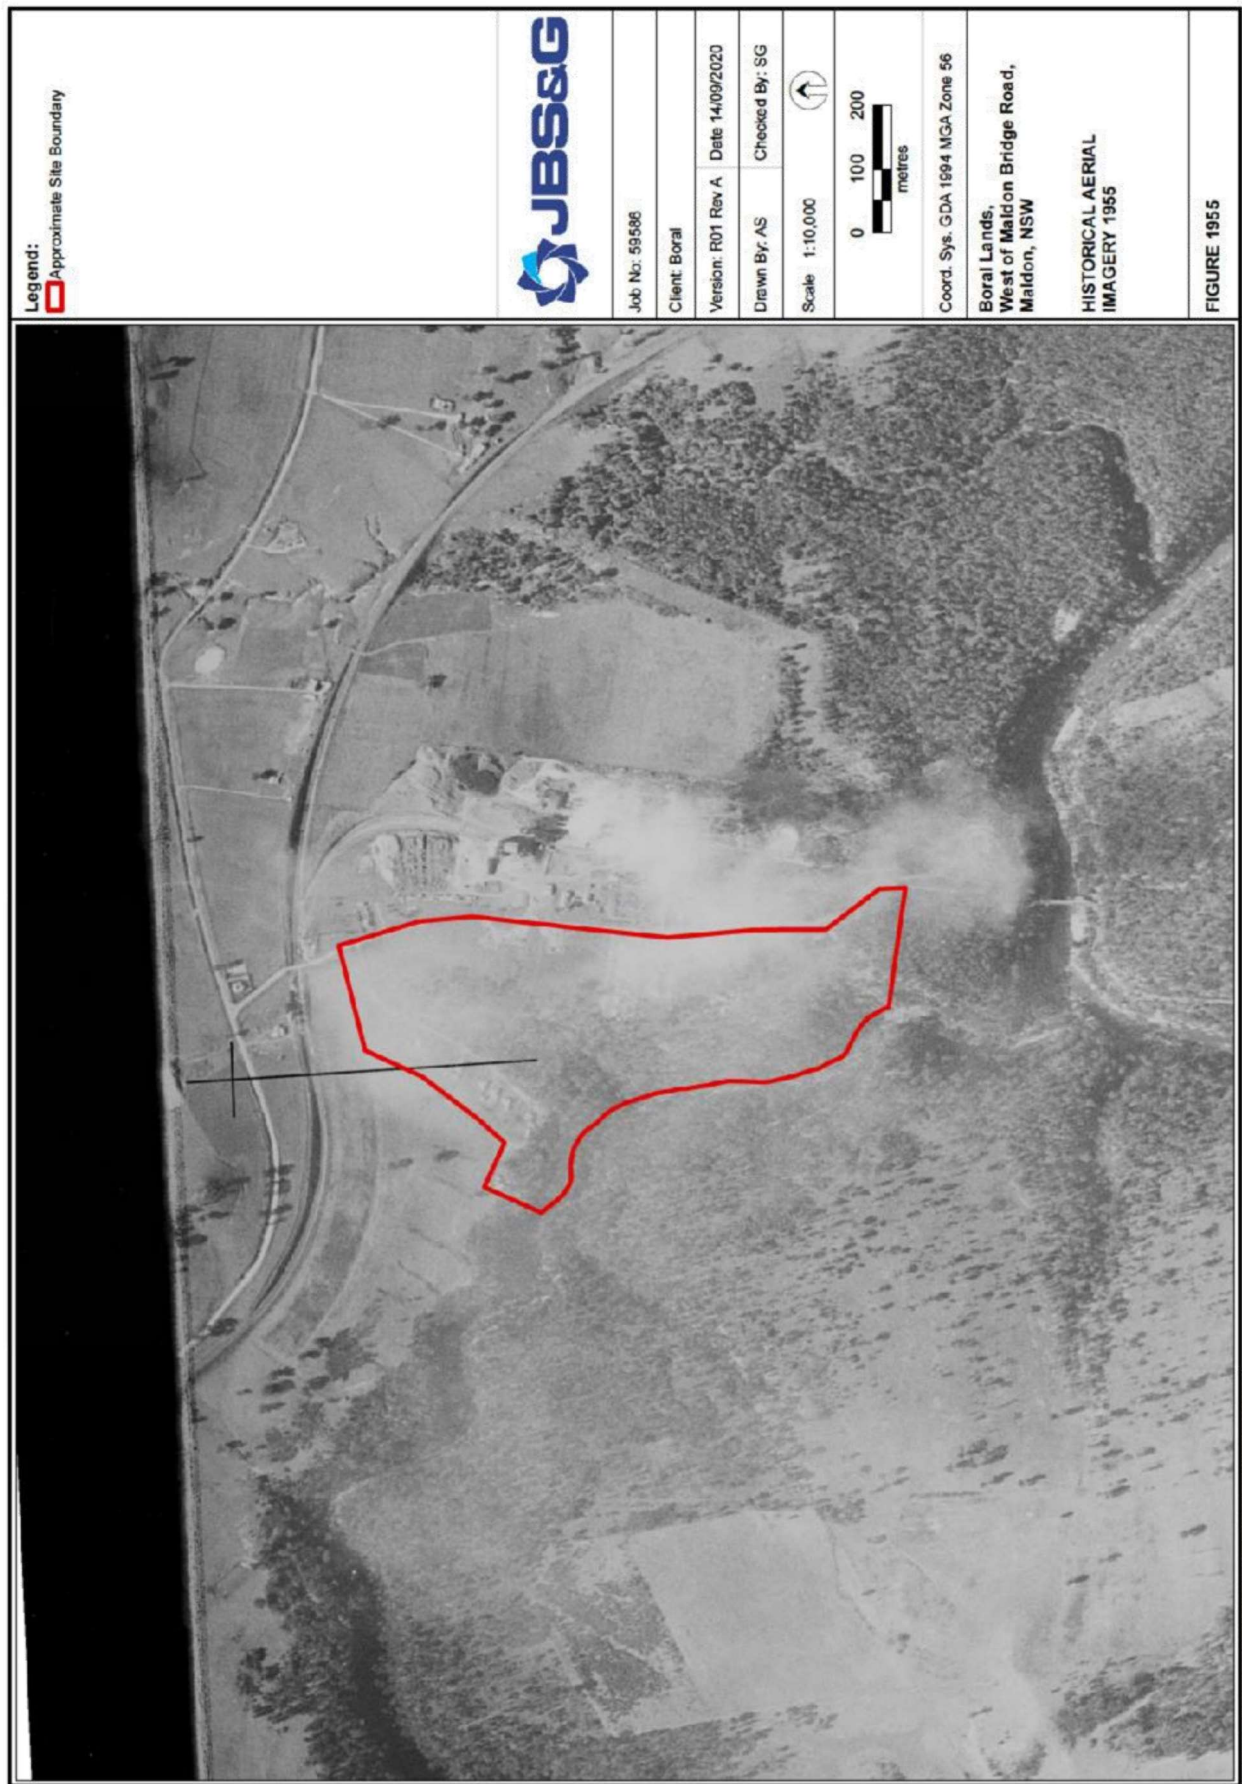 Legend:
Approximate Site Boundary
JBS&G
Job No: 59586
Client: Boral
Version: R01 Rev A Date 14/09/2020
Drawn By: AS Checked By: SG
Scale 1:10,000
0 100 200
metres
Coord. Sys. GDA 1994 MGA Zone 56
Boral Lands,
West of Maldon Bridge Road,
Maldon, NSW
HISTORICAL AERIAL
IMAGERY 1955
FIGURE 1955